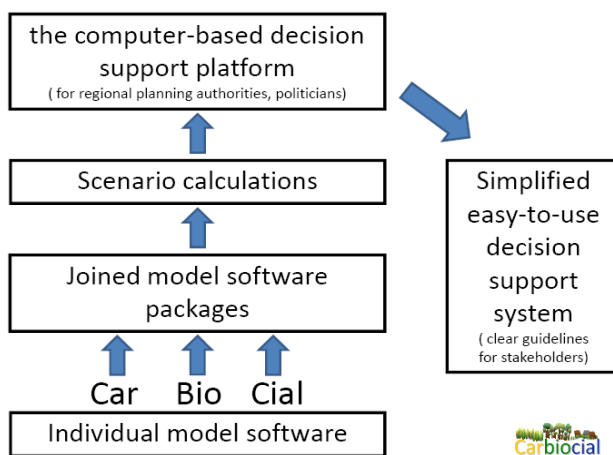 the computer-based decision
support platform
( for regional planning authorities, politicians)
Scenario calculations
Joined model software
packages
Car Bio Cial
Individual model software
Simplified
easy-to-use
decision
support
system
( clear guidelines
for stakeholders)
Carbiocial